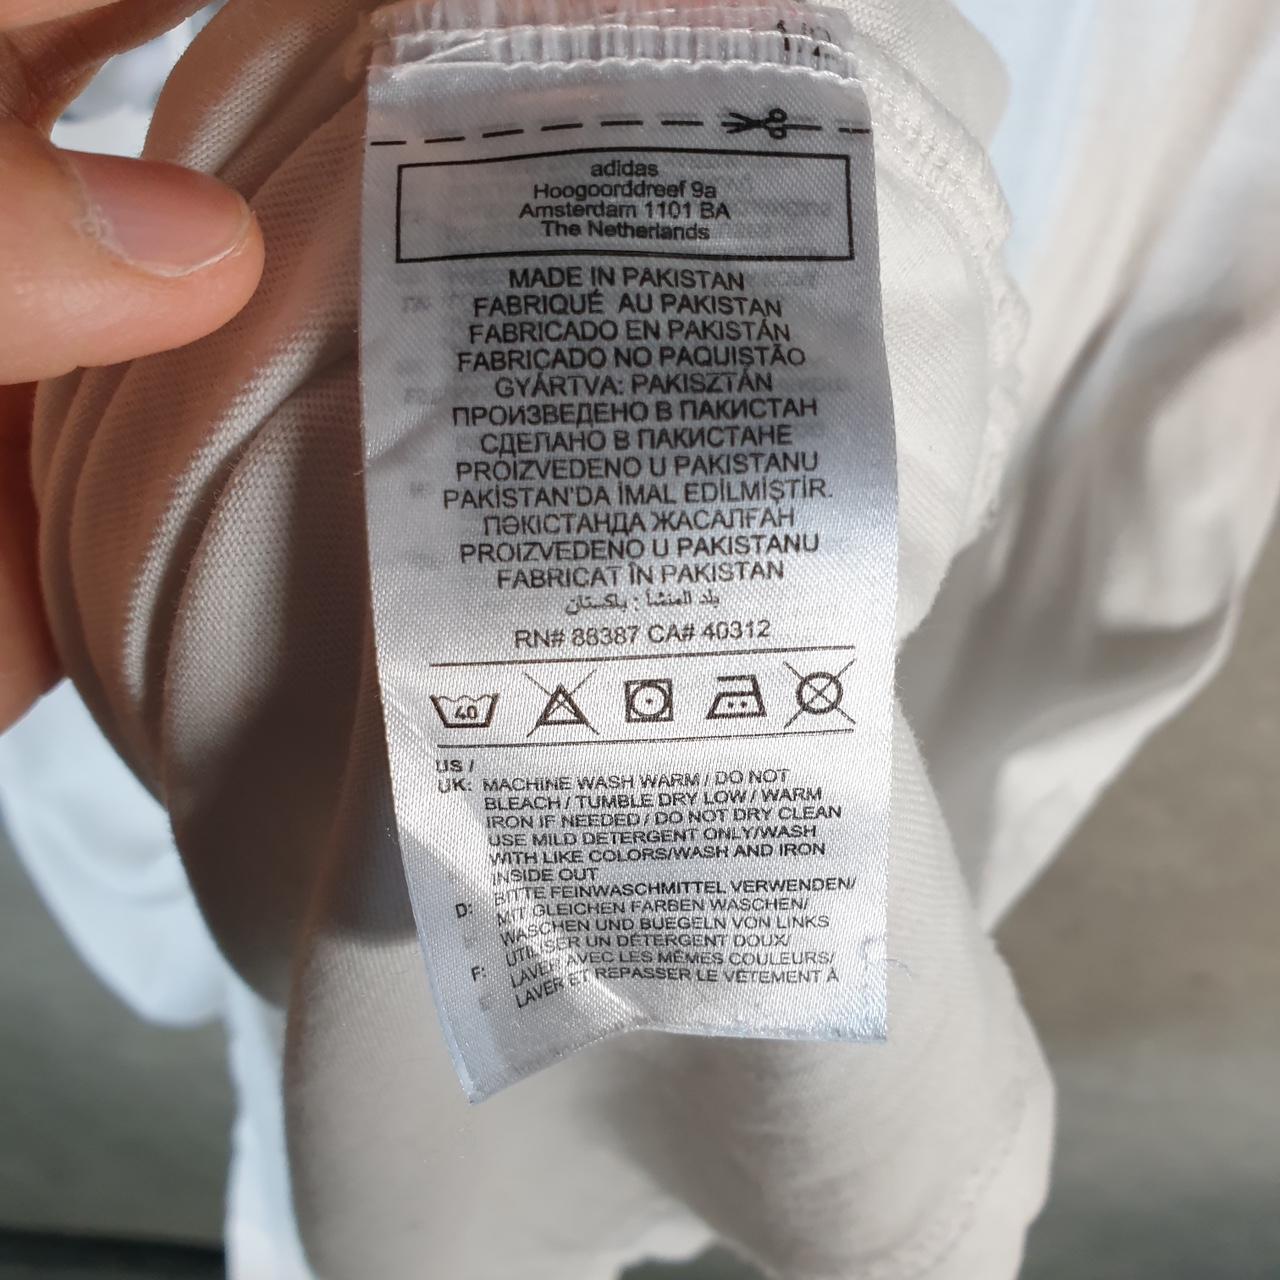 adidas
Hoogoorddreef 9a
Amsterdam 1101 BA
The Netherlands
MADE IN PAKISTAN
FABRIQUÉ AU PAKISTAN
FABRICADO EN PAKISTÁN
FABRICADO NO PAQUISTÃO
GYÁRTVA: PAKISZTÁN
ПРОИЗВЕДЕНО В ПАКИСТАН
СДЕЛАНО В ПАКИСТАНЕ
PROIZVEDENO U PAKISTANU
PAKİSTAN'DA İMAL EDİLMİŞTİR.
ПӘКІСТАНДА ЖАСАЛҒАН
PROIZVEDENO U PAKISTANU
FABRICAT ÎN PAKISTAN
بلد المنشأ : باكستان
RN# 88387 CA# 40312
40
US /
UK: MACHINE WASH WARM / DO NOT
BLEACH / TUMBLE DRY LOW / WARM
IRON IF NEEDED / DO NOT DRY CLEAN
USE MILD DETERGENT ONLY/WASH
WITH LIKE COLORS/WASH AND IRON
INSIDE OUT
D: BITTE FEINWASCHMITTEL VERWENDEN/
MIT GLEICHEN FARBEN WASCHEN/
WASCHEN UND BUEGELN VON LINKS
F: UTILISER UN DÉTERGENT DOUX/
LAVER AVEC LES MÊMES COULEURS/
LAVER ET REPASSER LE VÊTEMENT À